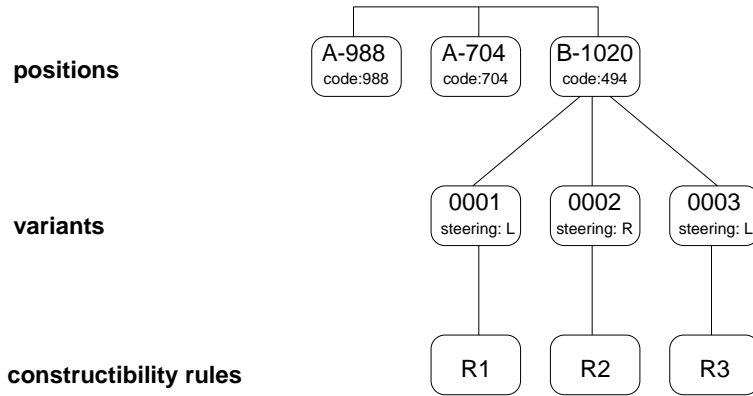 A-988 A-704 B-1020
positions
code:988 code:704 code:494
0001 0002 0003
variants
steering: L steering: R steering: L
R1 R2 R3
constructibility rules